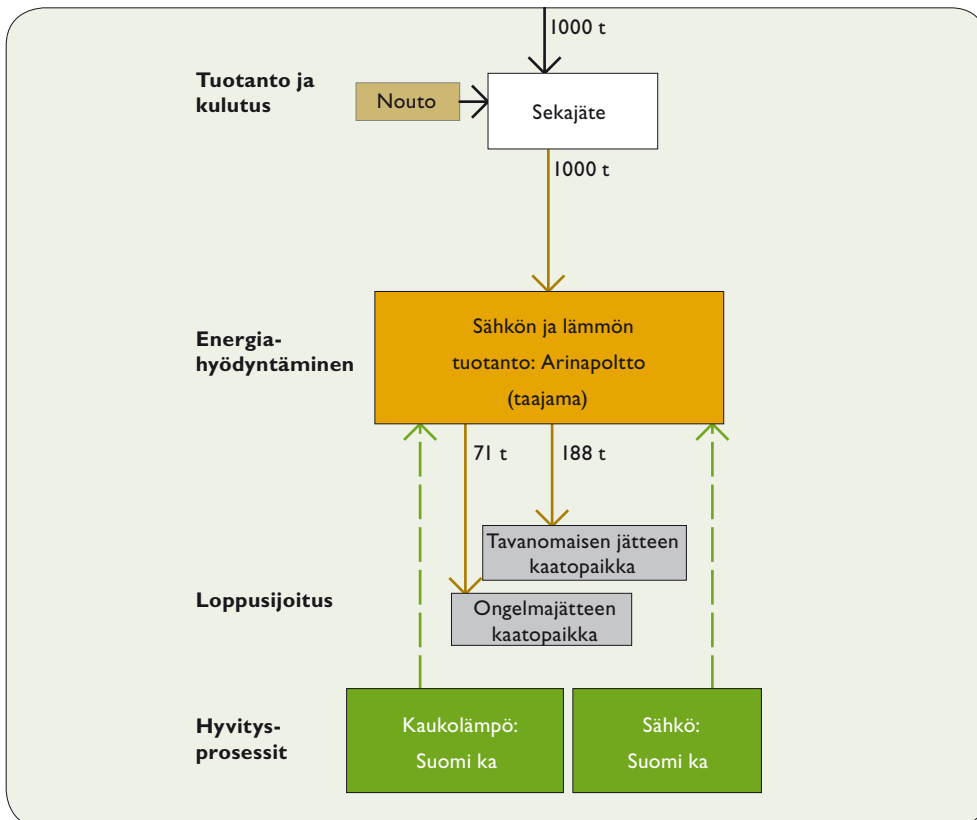 1000 t
Tuotanto ja
kulutus
Nouto
Sekajäte
1000 t
Energia-
hyödyntäminen
Sähkön ja lämmön
tuotanto: Arinapoltto
(taajama)
71 t
188 t
Tavanomaisen jätteen
kaatopaikka
Loppusijoitus
Ongelmajätteen
kaatopaikka
Hyvitys-
prosessit
Kaukolämpö:
Suomi ka
Sähkö:
Suomi ka